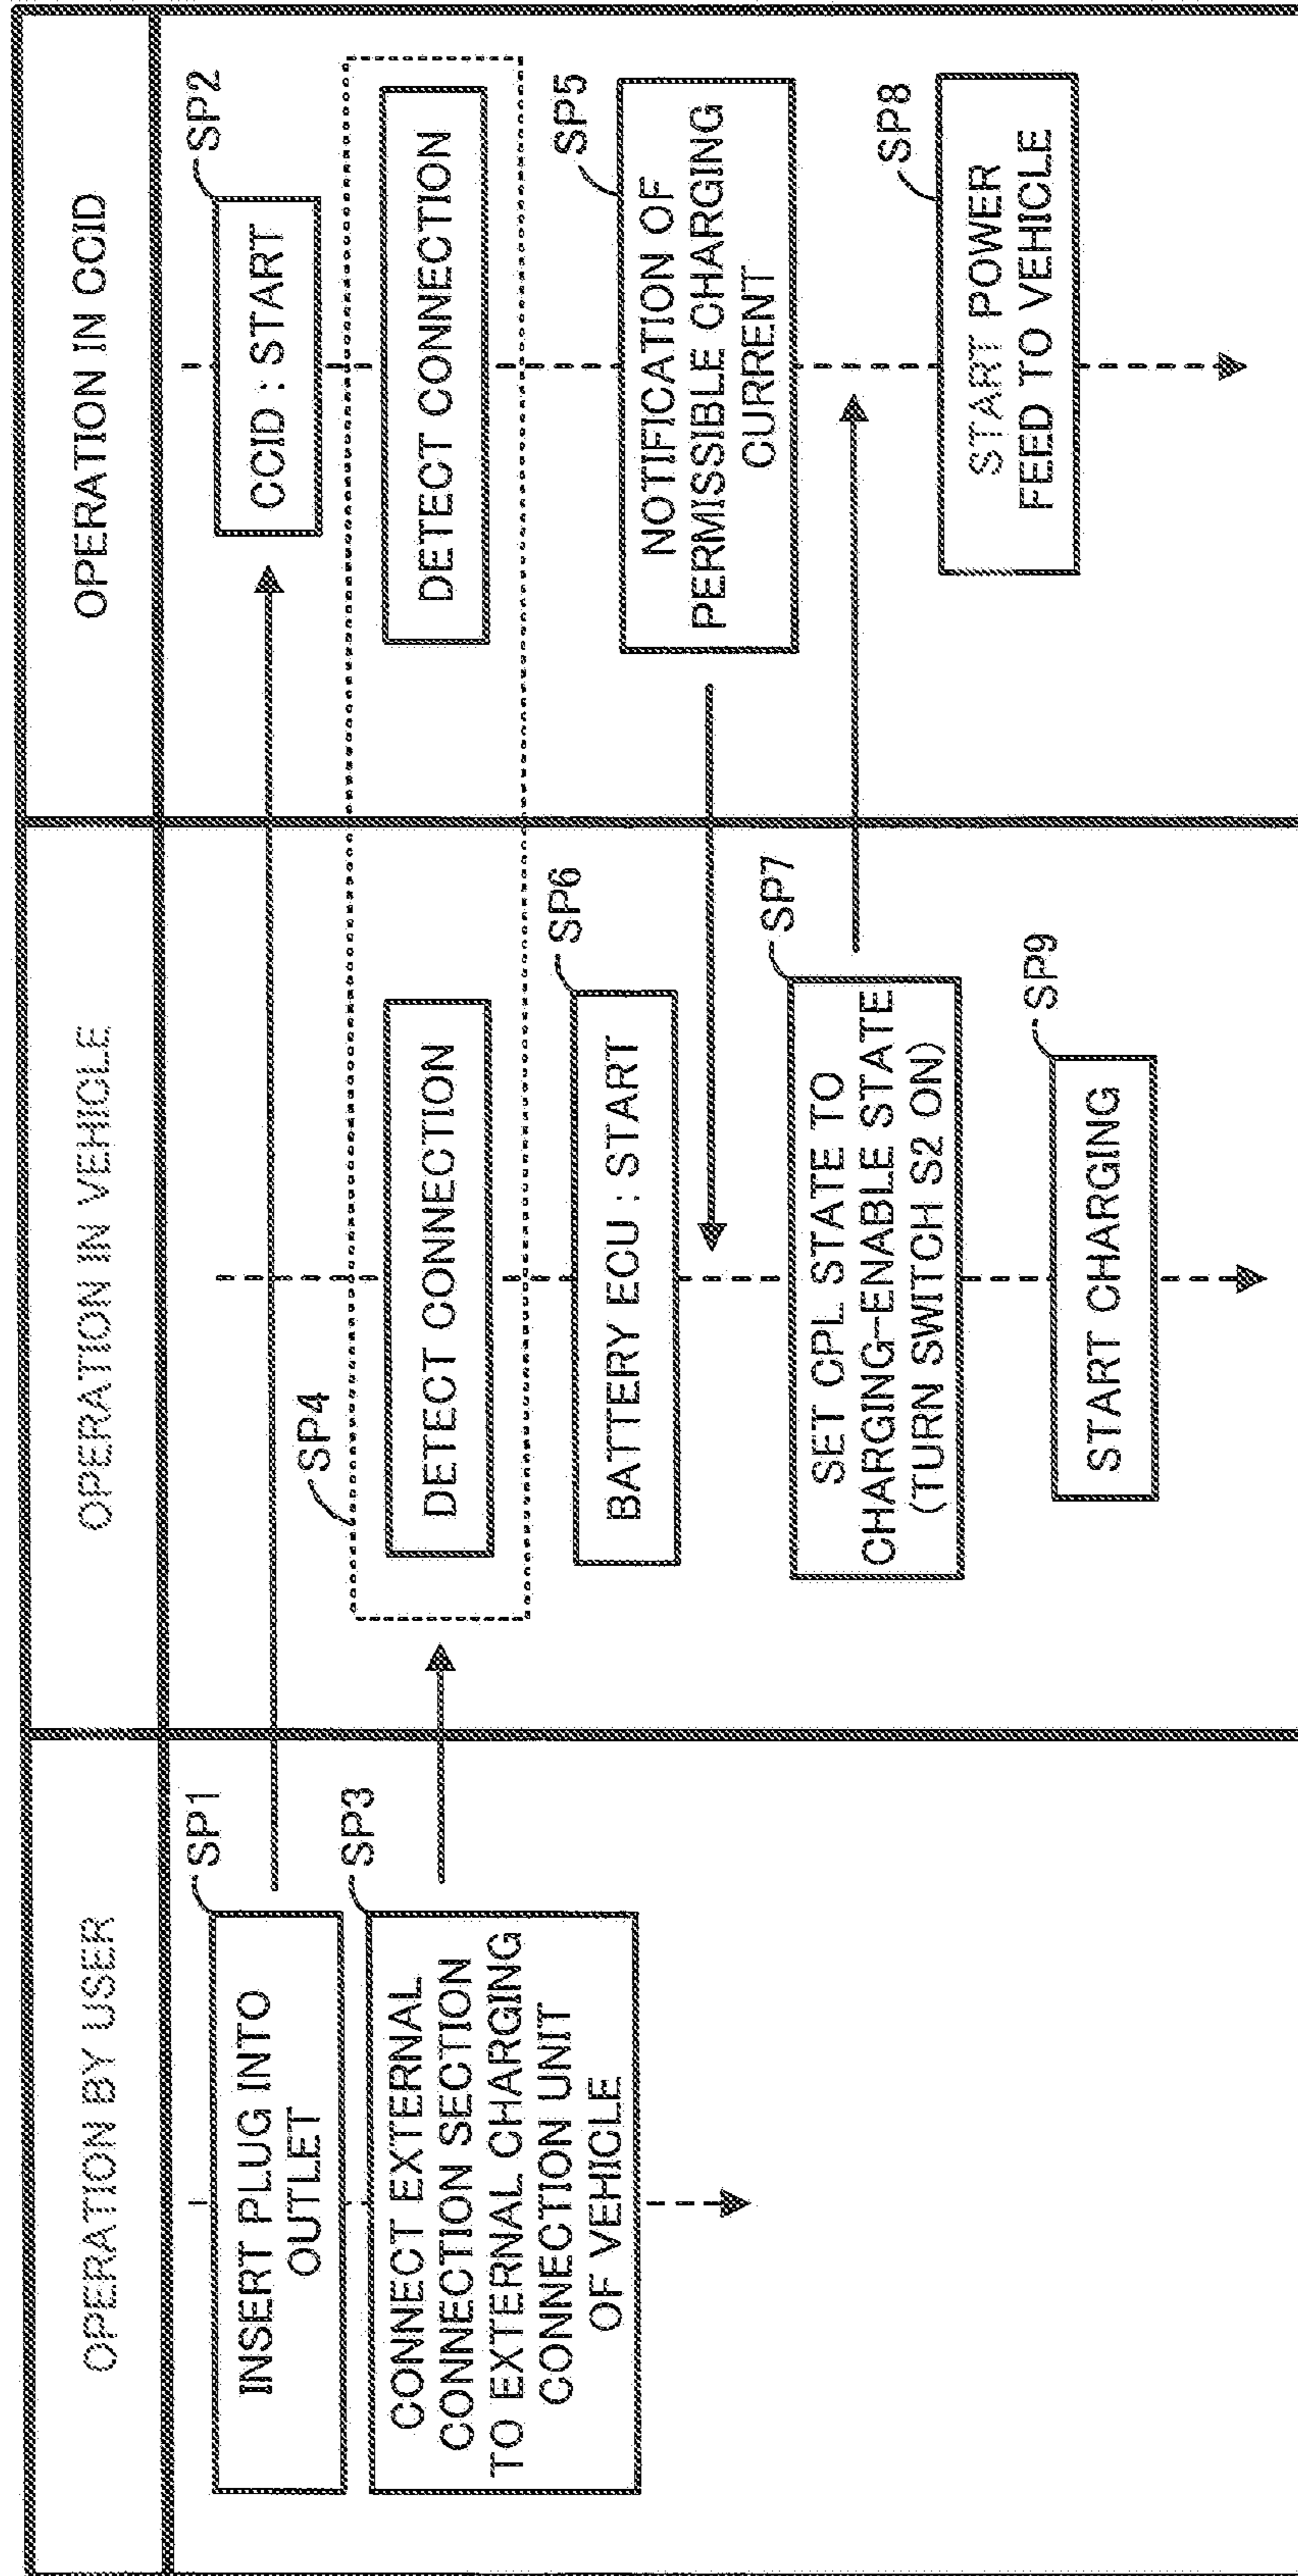 OPERATION BY USER
OPERATION IN VEHICLE
OPERATION IN CCID
SP1
INSERT PLUG INTO
OUTLET
SP2
CCID : START
SP3
CONNECT EXTERNAL
CONNECTION SECTION
TO EXTERNAL CHARGING
CONNECTION UNIT
OF VEHICLE
SP4
DETECT CONNECTION
DETECT CONNECTION
SP5
NOTIFICATION OF
PERMISSIBLE CHARGING
CURRENT
SP6
BATTERY ECU : START
SP7
SET CPL STATE TO
CHARGING-ENABLE STATE
(TURN SWITCH S2 ON)
SP8
START POWER
FEED TO VEHICLE
SP9
START CHARGING